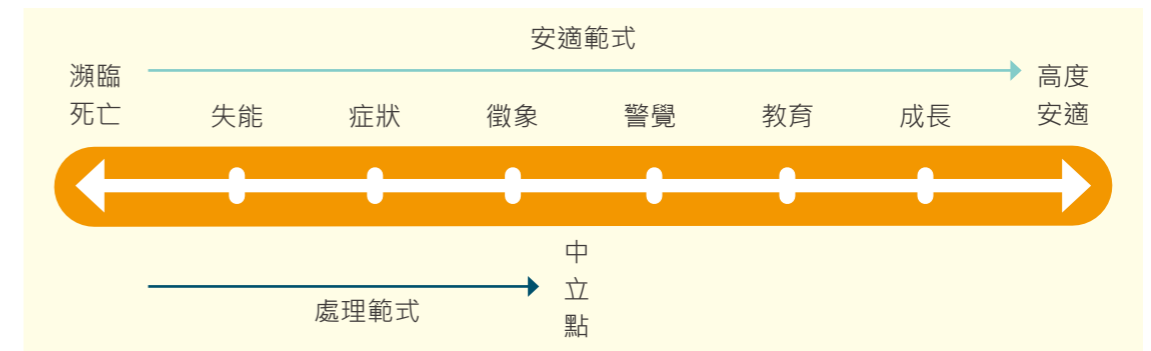 安適範式
瀕臨
死亡
失能
症狀
徵象
警覺
教育
成長
高度
安適
中
立
點
處理範式